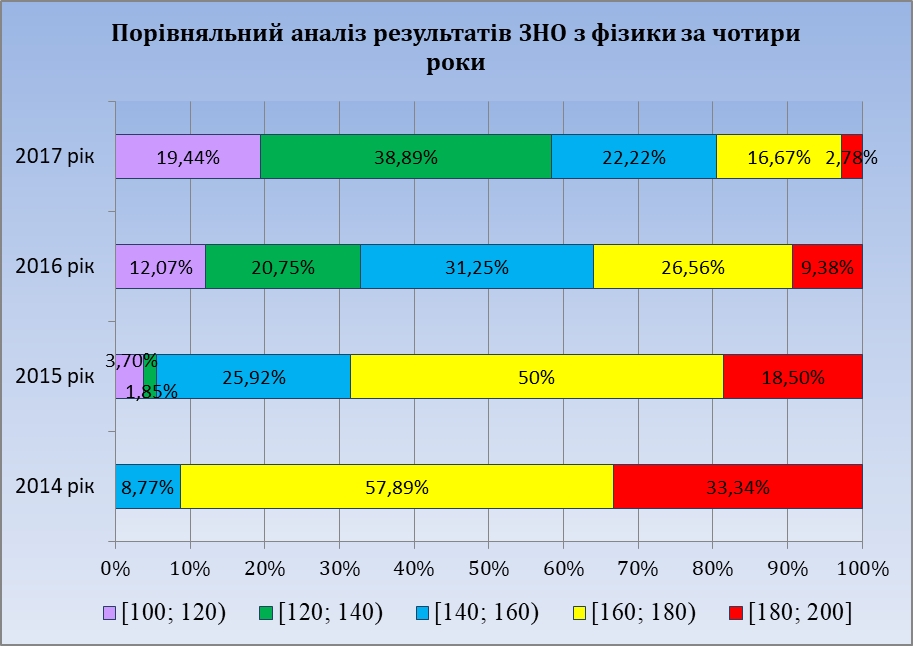 Порівняльний аналіз результатів ЗНО з фізики за чотири
роки
2017 рік
19,44% 38,89% 22,22% 16,67% 2,78%
2016 рік
12,07% 20,75% 31,25% 26,56% 9,38%
2015 рік
3,70% 1,85% 25,92% 50% 18,50%
2014 рік
8,77% 57,89% 33,34%
0% 10% 20% 30% 40% 50% 60% 70% 80% 90% 100%
[100; 120) [120; 140) [140; 160) [160; 180) [180; 200]